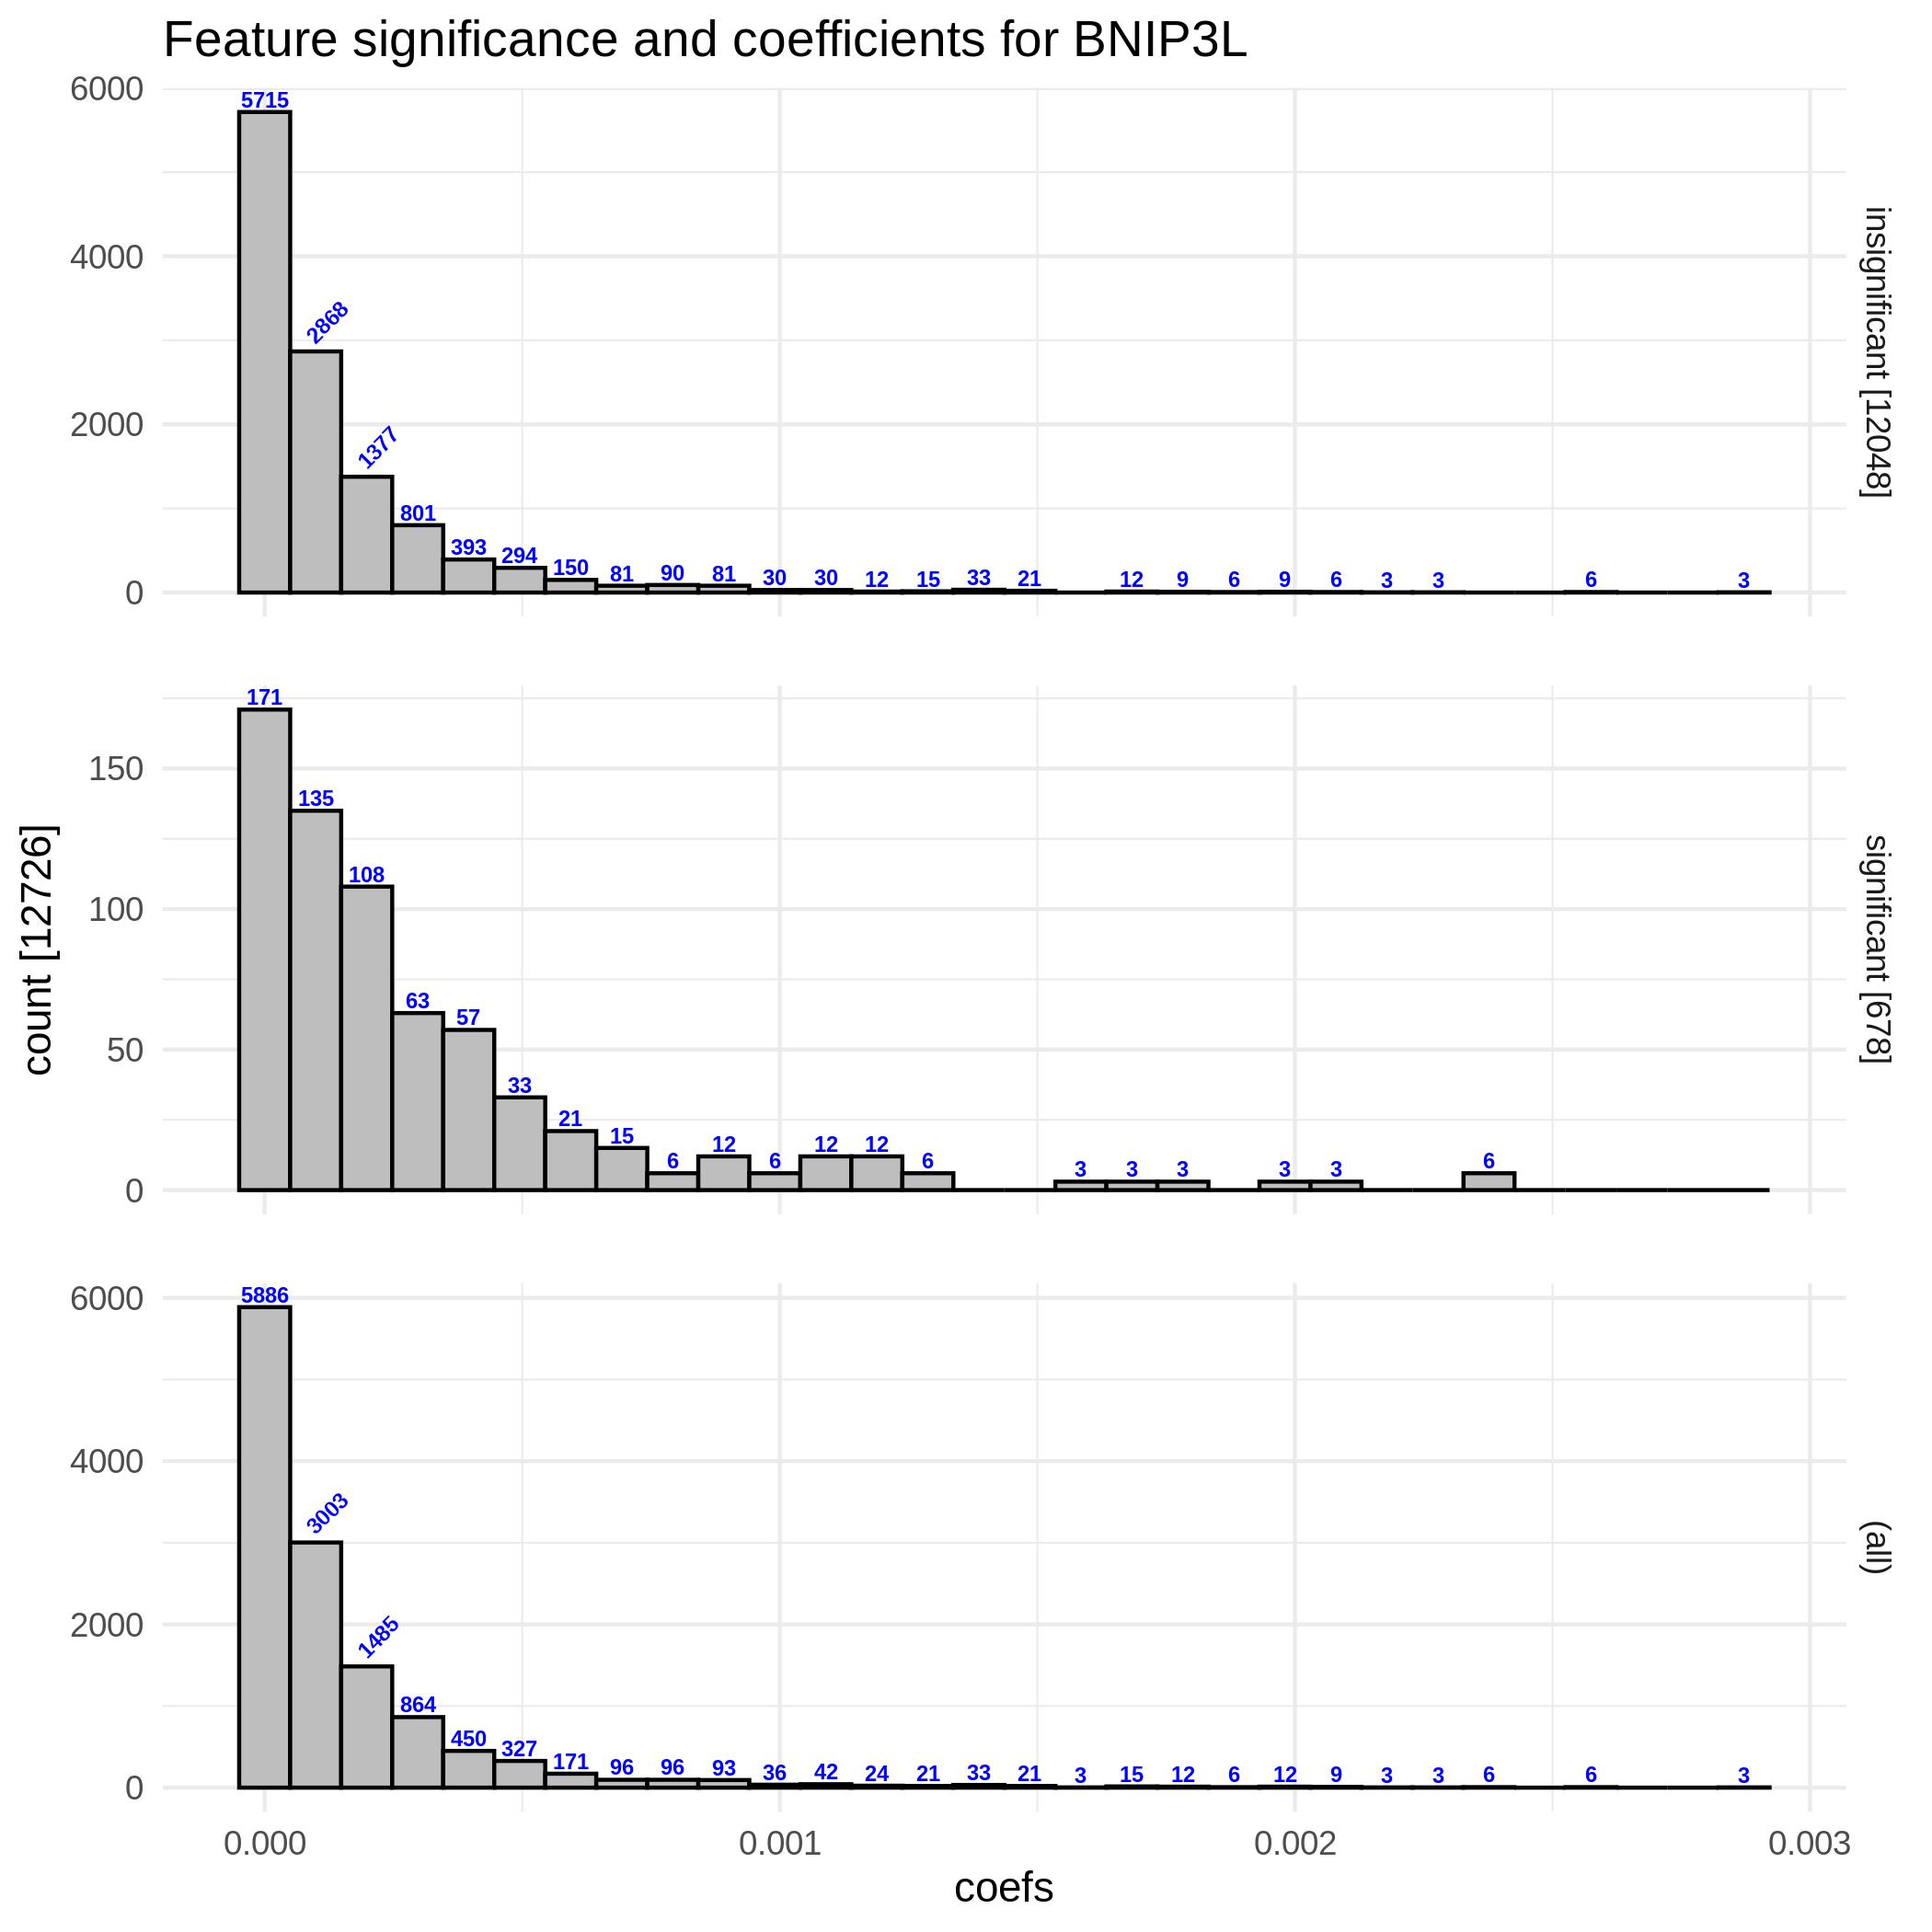 Feature significance and coefficients for BNIP3L
6000
4000
2000
0
5715
2868
1377
801
393 294 150 81 90 81 30 30 12 15 33 21 12 9 6 9 6 3 3 6 3
insignificant [12048]
count [12726]
150
100
50
0
171
135
108
63
57
33
21
15
6 12 6 12 12 6 3 3 3 3 3 6
significant [678]
6000
4000
2000
0
5886
3003
1485
864
450 327 171 96 96 93 36 42 24 21 33 21 3 15 12 6 12 9 3 3 6 6 3
(all)
0.000 0.001 0.002 0.003
coefs